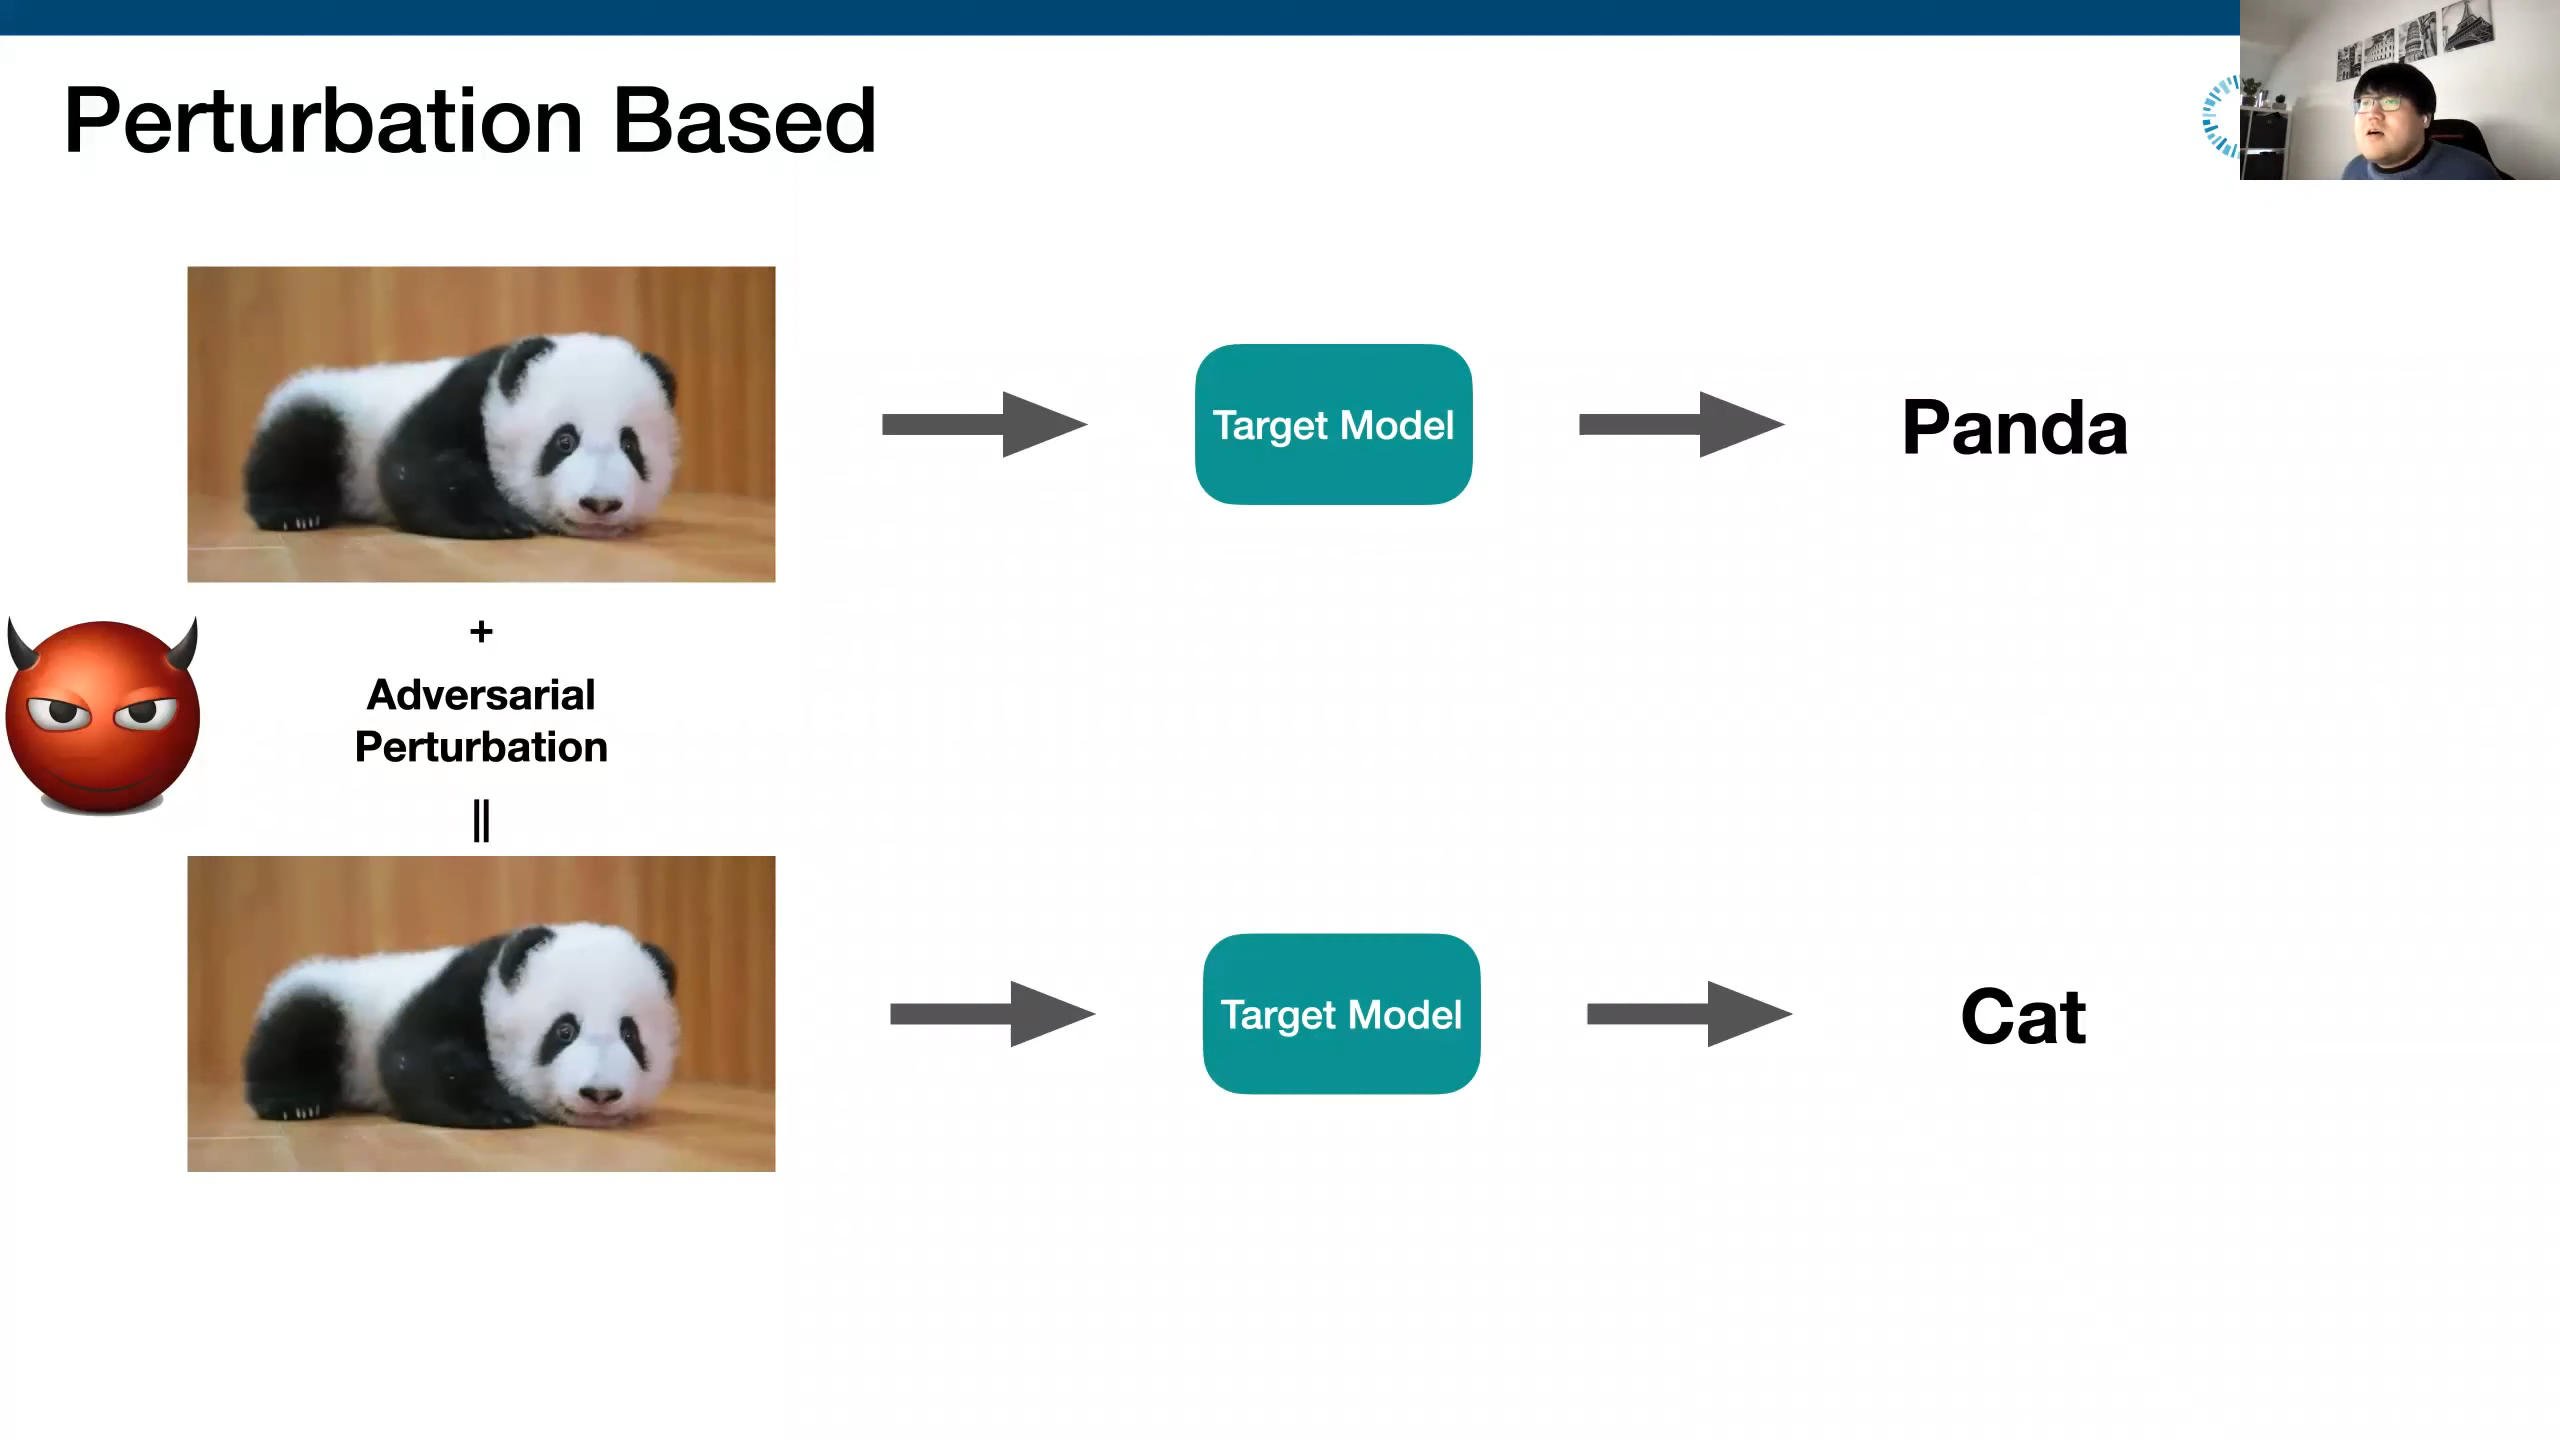 Perturbation Based
Target Model
Panda
+
Adversarial
Perturbation
||
Target Model
Cat